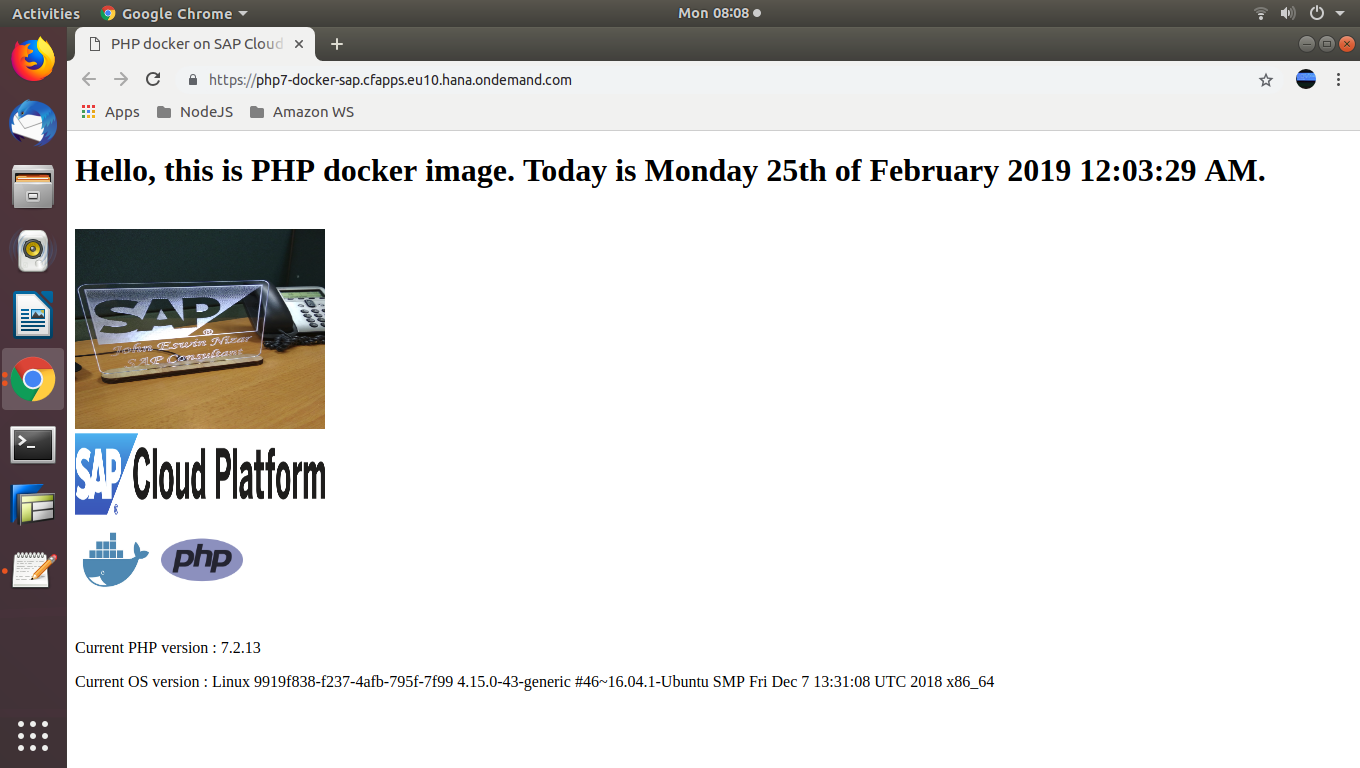 Activities
Google Chrome
Mon 08:08
PHP docker on SAP Cloud
https://php7-docker-sap.cfapps.eu10.hana.ondemand.com
Apps
NodeJS
Amazon WS
Hello, this is PHP docker image. Today is Monday 25th of February 2019 12:03:29 AM.
SAP®
John Eswin Nizar
SAP Consultant
SAP® Cloud Platform
php
Current PHP version : 7.2.13
Current OS version : Linux 9919f838-f237-4afb-795f-7f99 4.15.0-43-generic #46~16.04.1-Ubuntu SMP Fri Dec 7 13:31:08 UTC 2018 x86_64